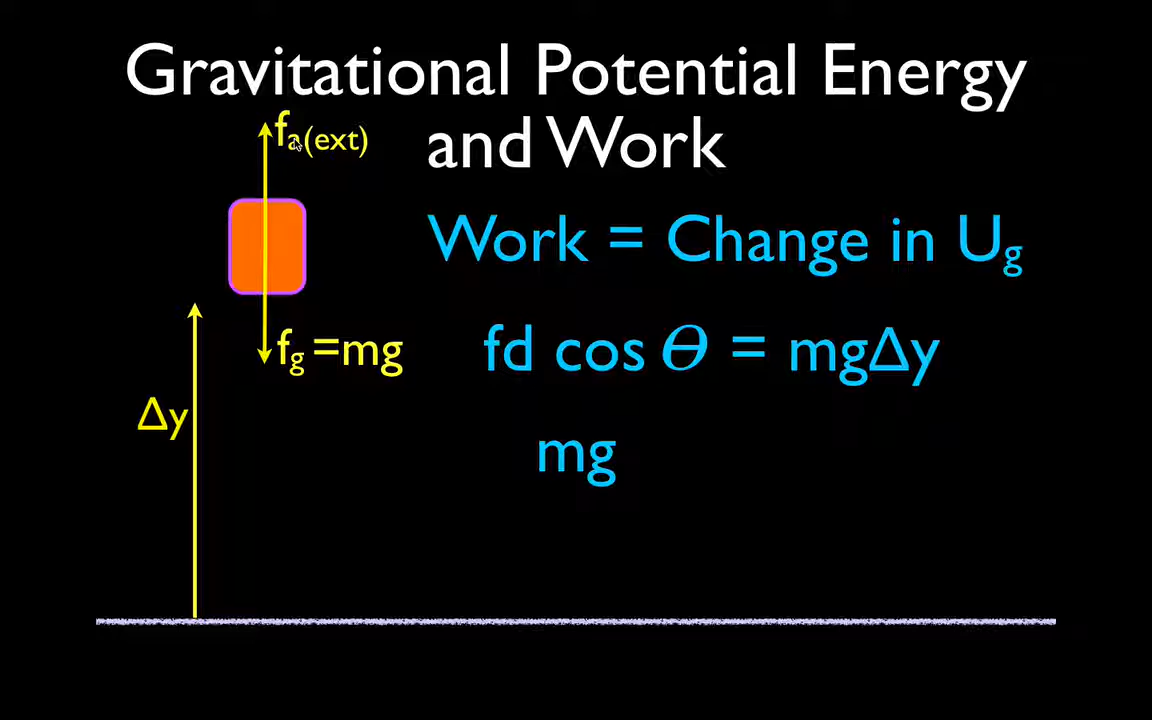 Gravitational Potential Energy
and Work
fa(ext)
Work = Change in Ug
fg =mg
fd cos θ = mgΔy
Δy
mg